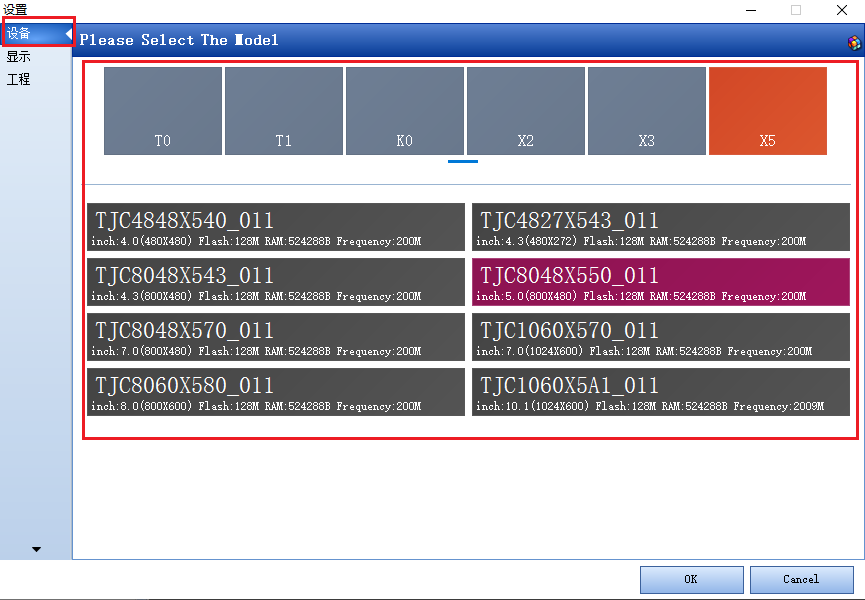 设置
设备
显示
工程
Please Select The Model
T0
T1
K0
X2
X3
X5
TJC4848X540_011
inch:4.0(480X480) Flash:128M RAM:524288B Frequency:200M
TJC4827X543_011
inch:4.3(480X272) Flash:128M RAM:524288B Frequency:200M
TJC8048X543_011
inch:4.3(800X480) Flash:128M RAM:524288B Frequency:200M
TJC8048X550_011
inch:5.0(800X480) Flash:128M RAM:524288B Frequency:200M
TJC8048X570_011
inch:7.0(800X480) Flash:128M RAM:524288B Frequency:200M
TJC1060X570_011
inch:7.0(1024X600) Flash:128M RAM:524288B Frequency:200M
TJC8060X580_011
inch:8.0(800X600) Flash:128M RAM:524288B Frequency:200M
TJC1060X5A1_011
inch:10.1(1024X600) Flash:128M RAM:524288B Frequency:2009M
OK
Cancel